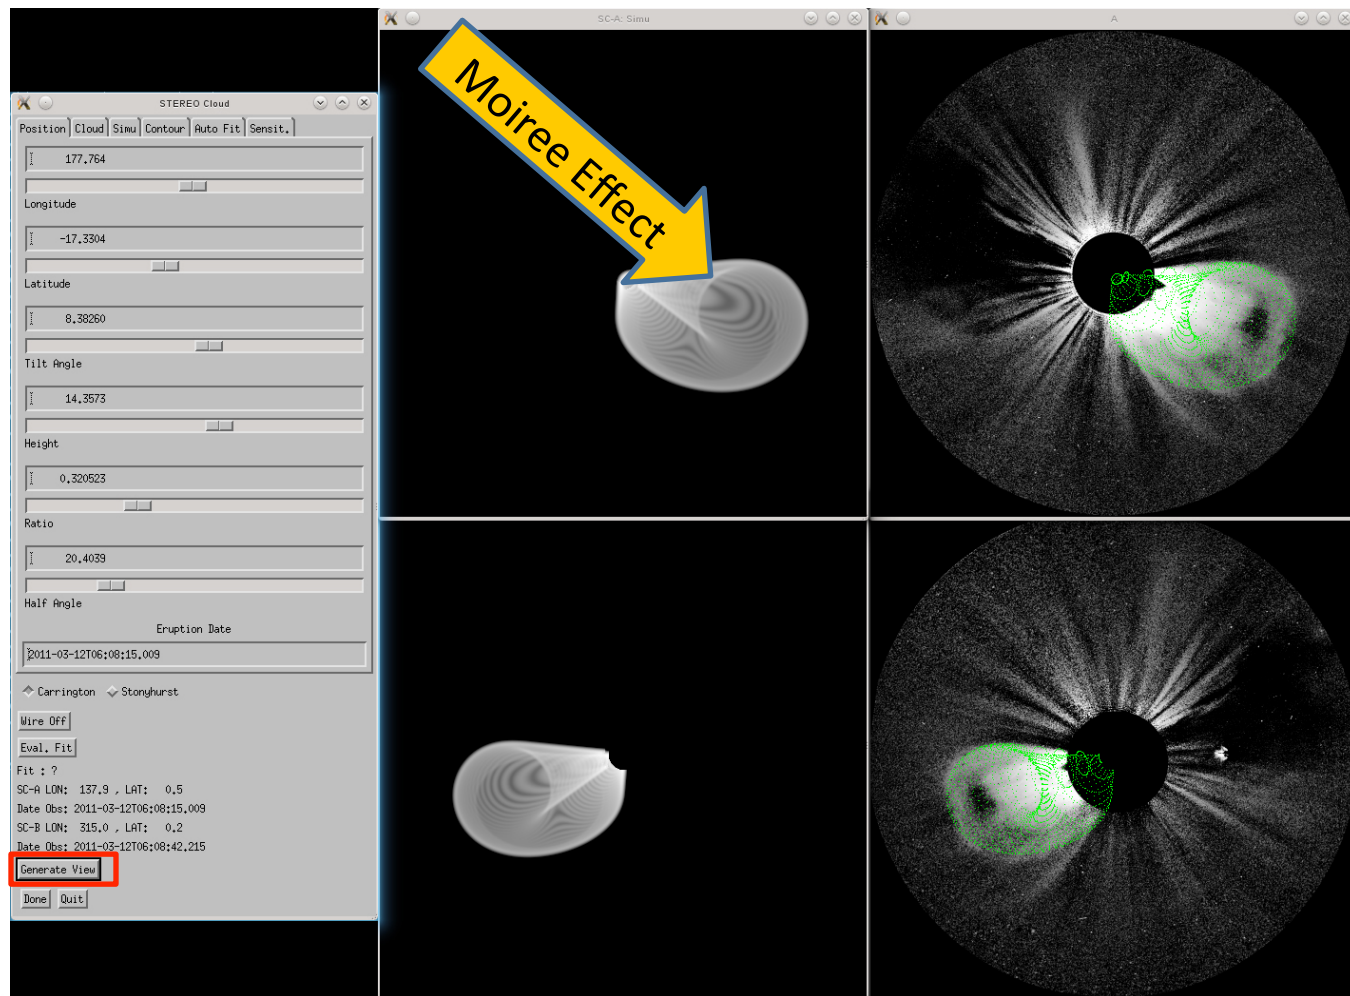 STEREO Cloud
Position Cloud Simu Contour Auto Fit Sensit.
177.764
Longitude
-17.3304
Latitude
8.38260
Tilt Angle
14.3573
Height
0.320523
Ratio
20.4039
Half Angle
Eruption Date
2011-03-12T06:08:15.009
Carrington Stonyhurst
Wire Off
Eval. Fit
Fit : ?
SC-A LON: 137.9 , LAT: 0.5
Date Obs: 2011-03-12T06:08:15.009
SC-B LON: 315.0 , LAT: 0.2
Date Obs: 2011-03-12T06:08:42.215
Generate View
Done Quit
SC-A: Simu
Moiree Effect
A